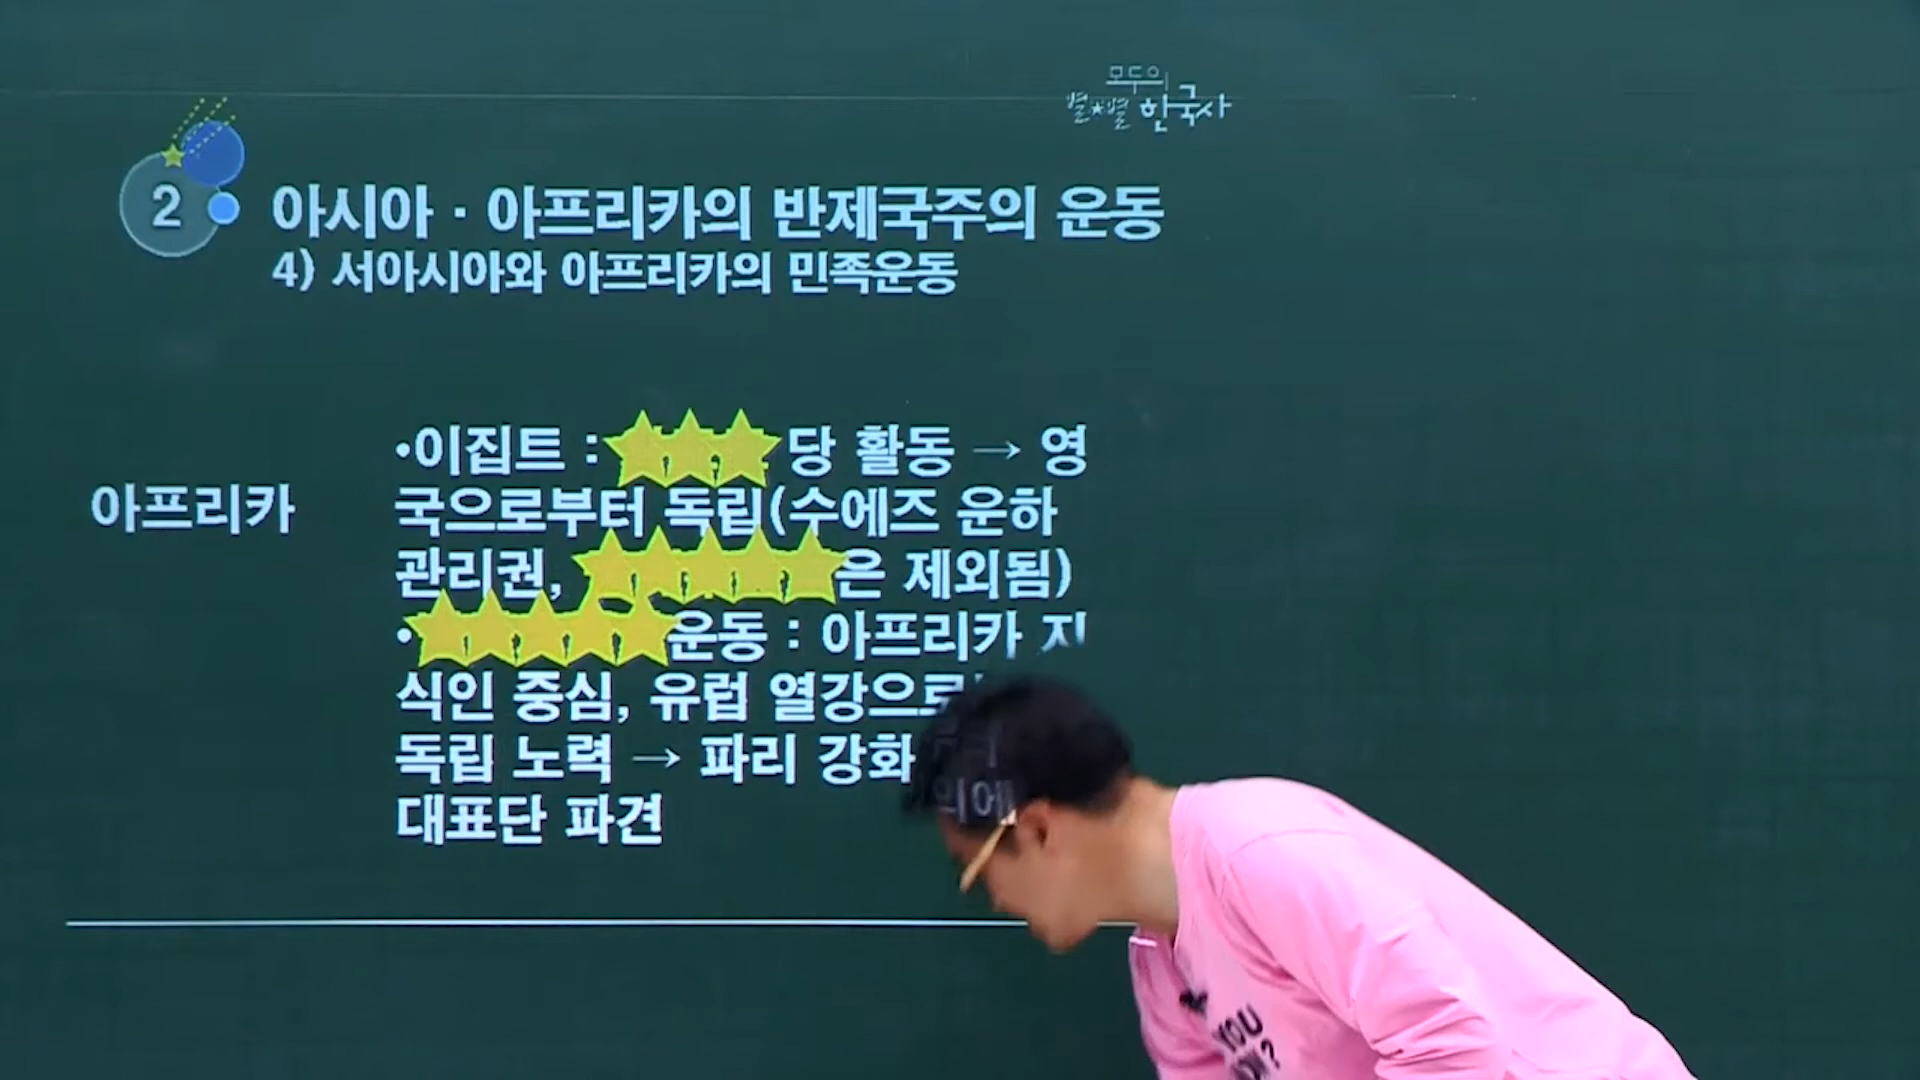 모두의
별★별 한국사
2
아시아 · 아프리카의 반제국주의 운동
4) 서아시아와 아프리카의 민족운동
아프리카
•이집트 : 당 활동 → 영
국으로부터 독립(수에즈 운하
관리권, 은 제외됨)
• 운동 : 아프리카 지
식인 중심, 유럽 열강으로
독립 노력 → 파리 강화
의에
대표단 파견
YOU